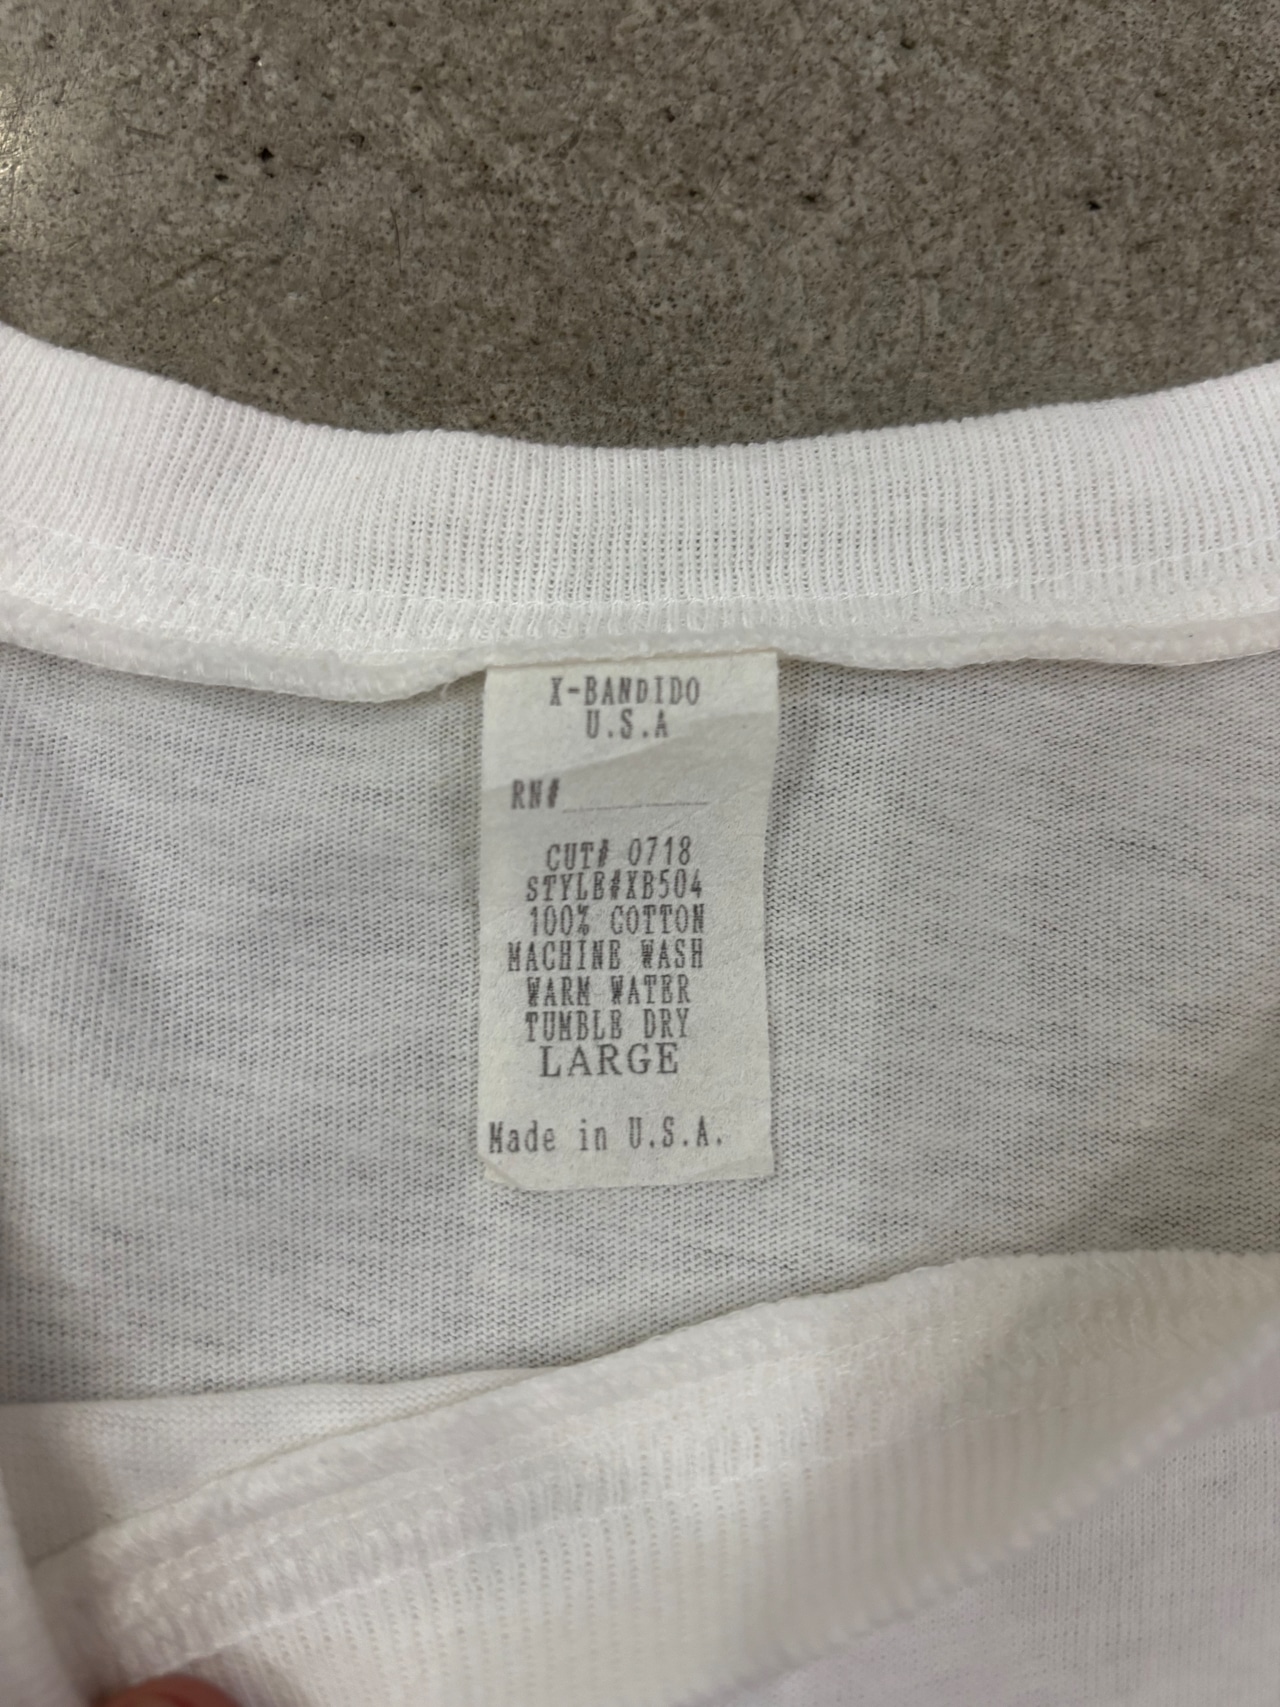 X-BANDIDO
U.S.A
RN#
CUT# 0718
STYLE#XB504
100% COTTON
MACHINE WASH
WARM WATER
TUMBLE DRY
LARGE
Made in U.S.A.